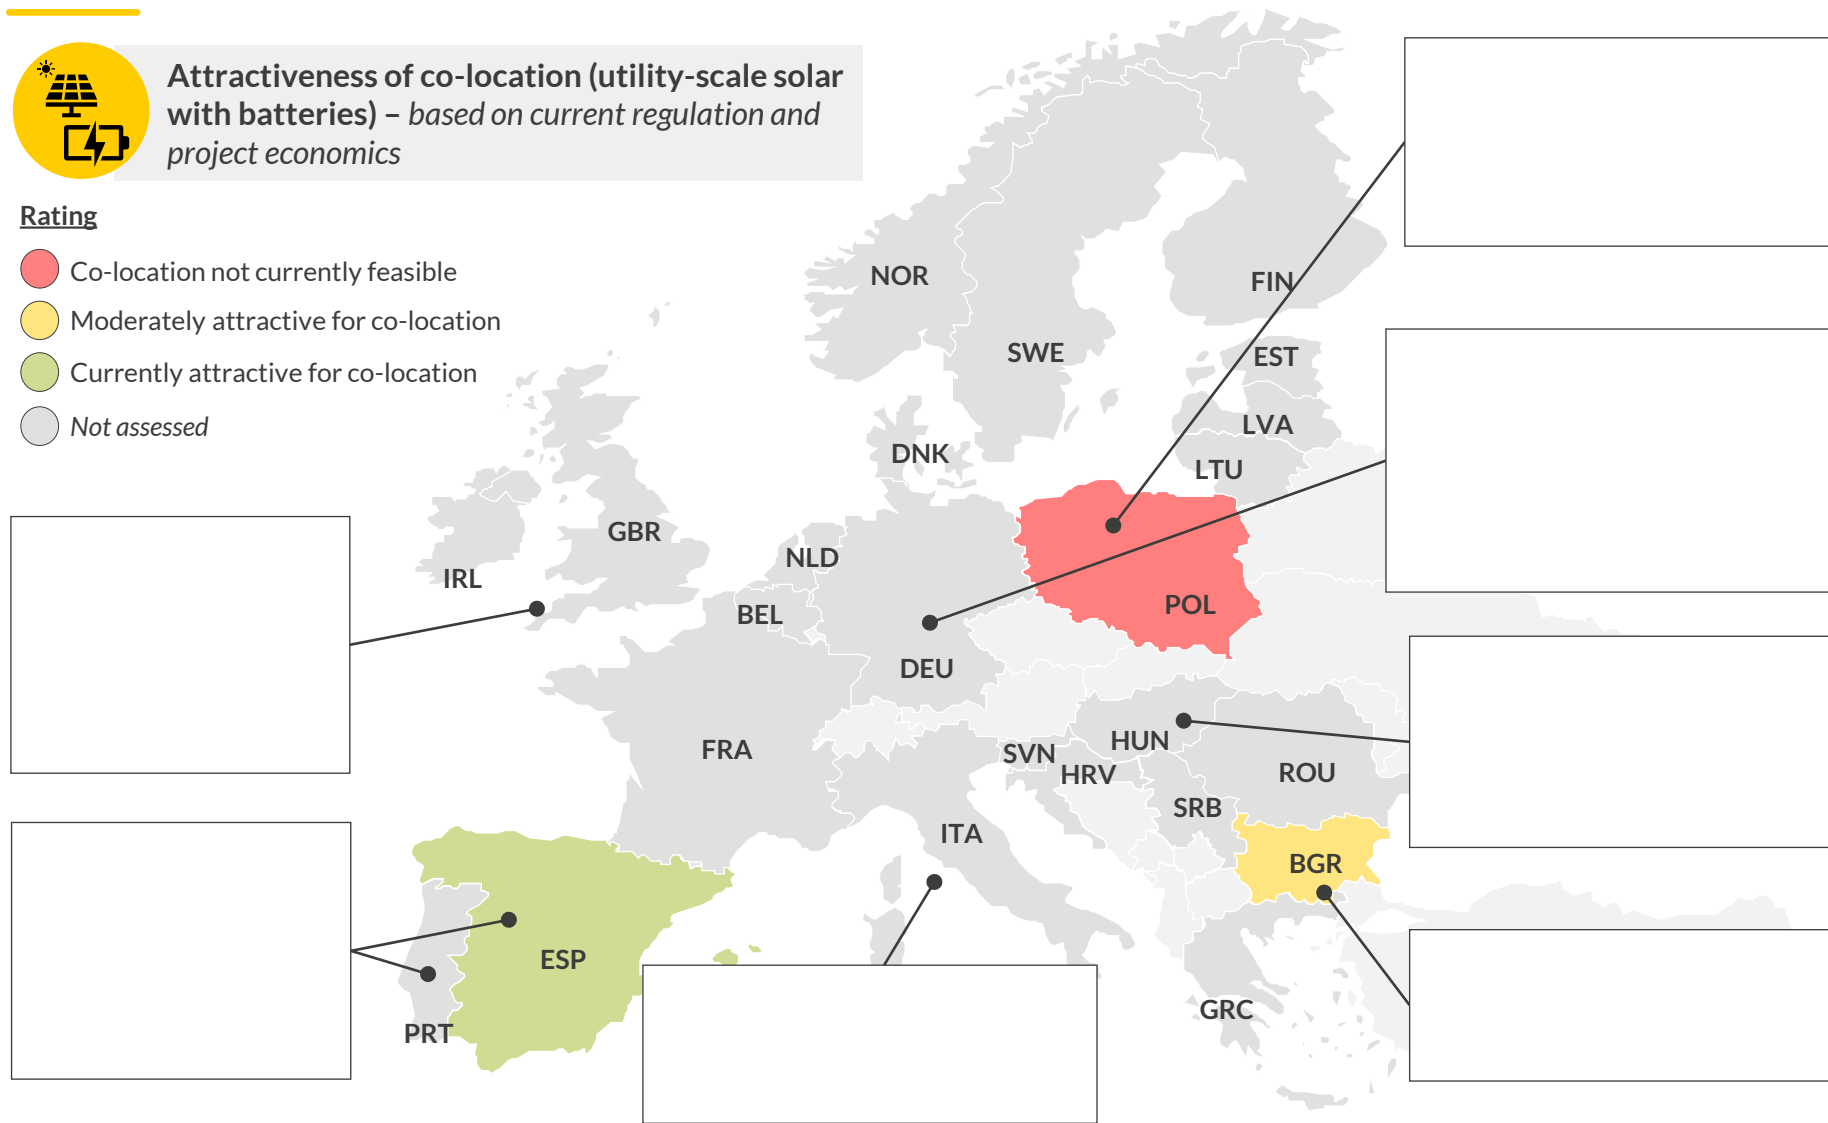 Attractiveness of co-location (utility-scale solar
with batteries) – based on current regulation and
project economics
Rating
Co-location not currently feasible
Moderately attractive for co-location
Currently attractive for co-location
Not assessed
NOR
FIN
SWE
EST
LVA
DNK
LTU
GBR
NLD
IRL
BEL
POL
DEU
FRA
SVN
HUN
HRV
ROU
SRB
ITA
BGR
ESP
GRC
PRT